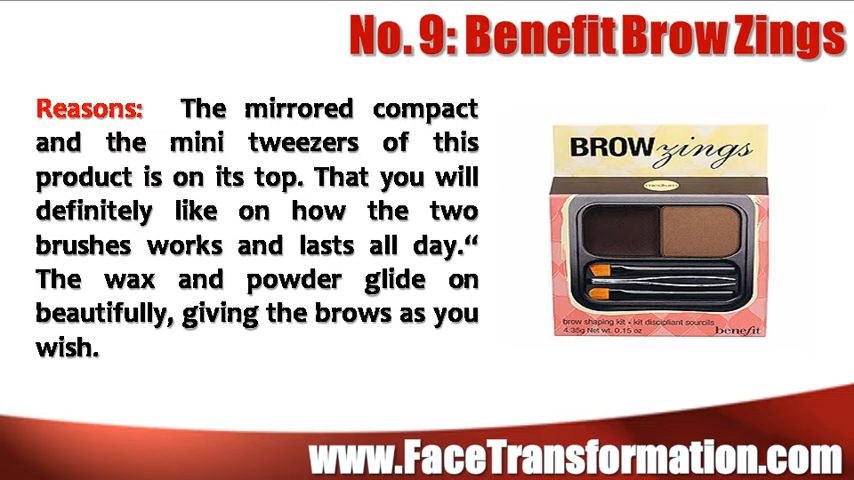 No. 9: Benefit Brow Zings
Reasons: The mirrored compact
and the mini tweezers of this
product is on its top. That you will
definitely like on how the two
brushes works and lasts all day.“
The wax and powder glide on
beautifully, giving the brows as you
wish.
BROW zings
medium
brow shaping kit • kit disciplinant sourcils
4.35g Net wt. 0.15 oz
benefit
www.FaceTransformation.com